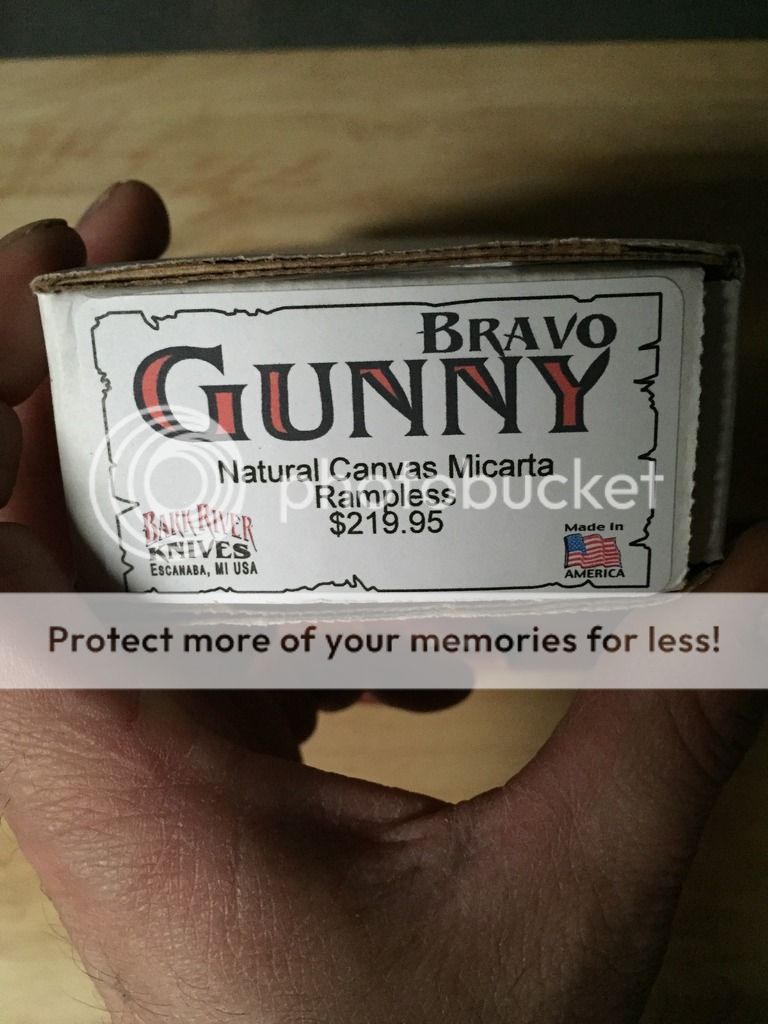 BRAVO
GUNNY
Natural Canvas Micarta
Rampless
$219.95
BARK RIVER
KNIVES
ESCANABA, MI USA
Made In
AMERICA
photobucket
Protect more of your memories for less!